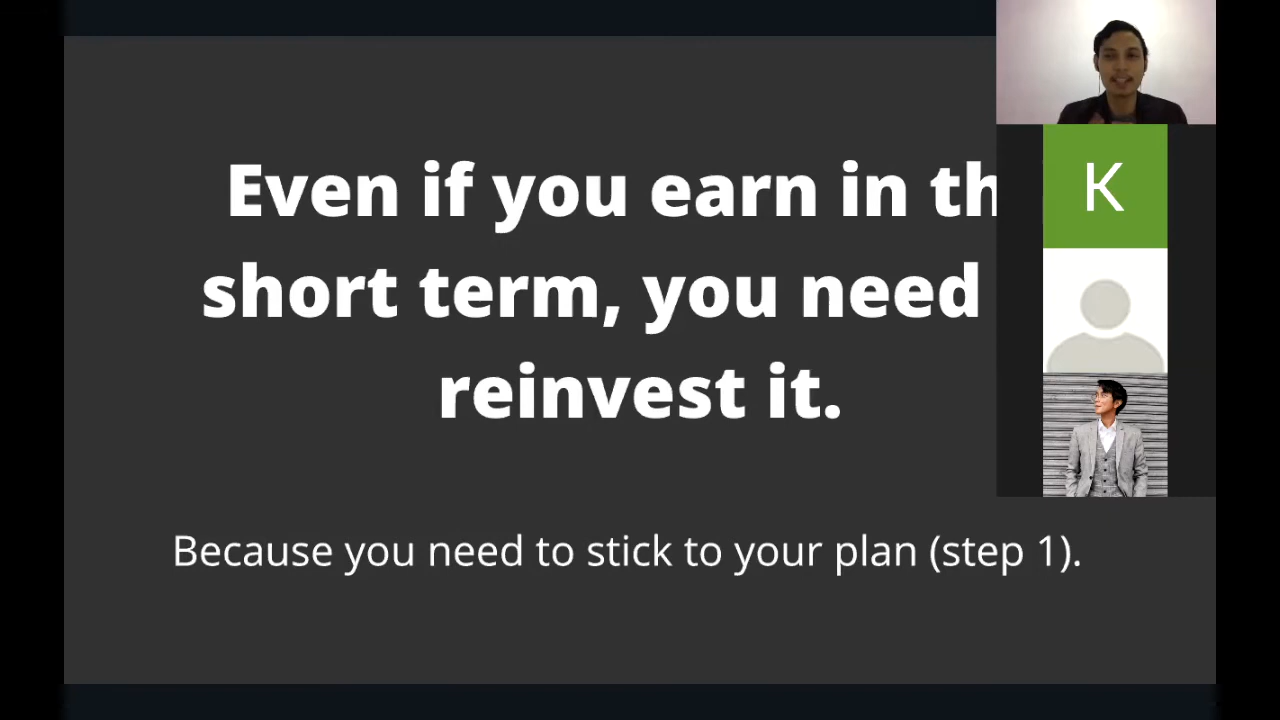 Even if you earn in th
short term, you need
reinvest it.
Because you need to stick to your plan (step 1).
K